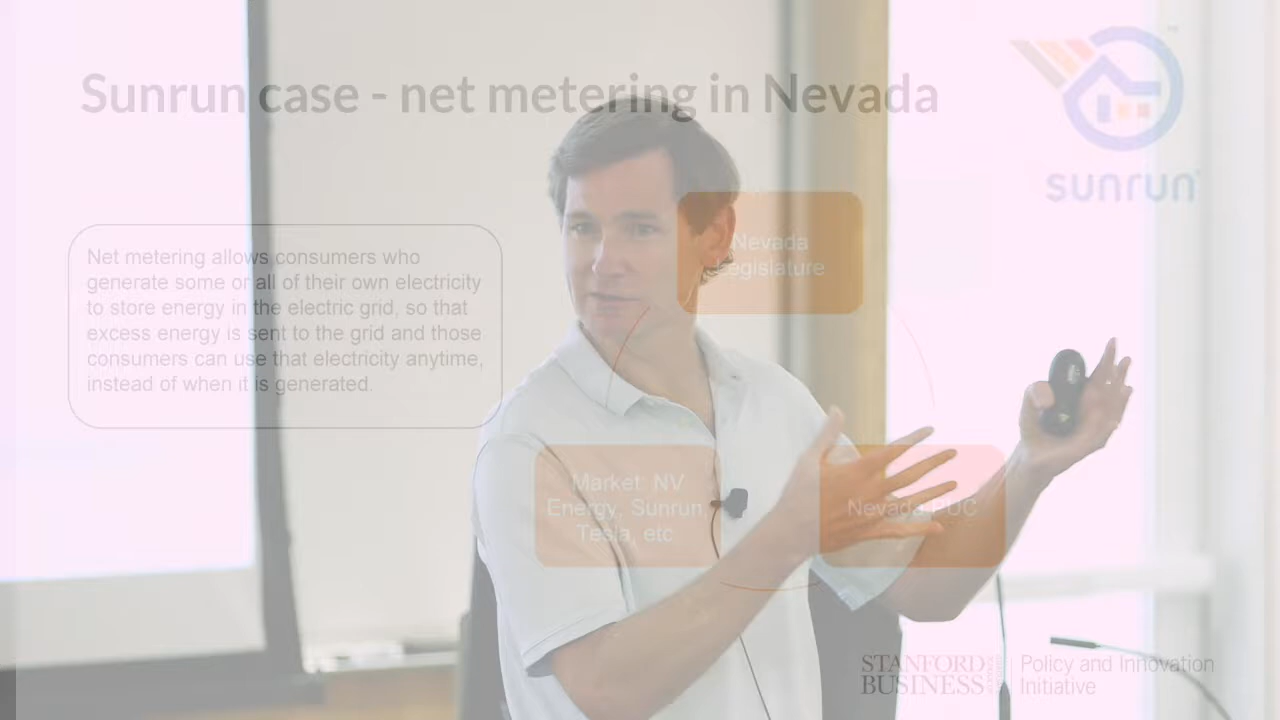 Sunrun case - net metering in Nevada
sunrun
Net metering allows consumers who
generate some or all of their own electricity
to store energy in the electric grid, so that
excess energy is sent to the grid and those
consumers can use that electricity anytime,
instead of when it is generated.
Nevada
Legislature
Market: NV
Energy, Sunrun,
Tesla, etc
Nevada PUC
STANFORD
BUSINESS
Policy and Innovation
Initiative